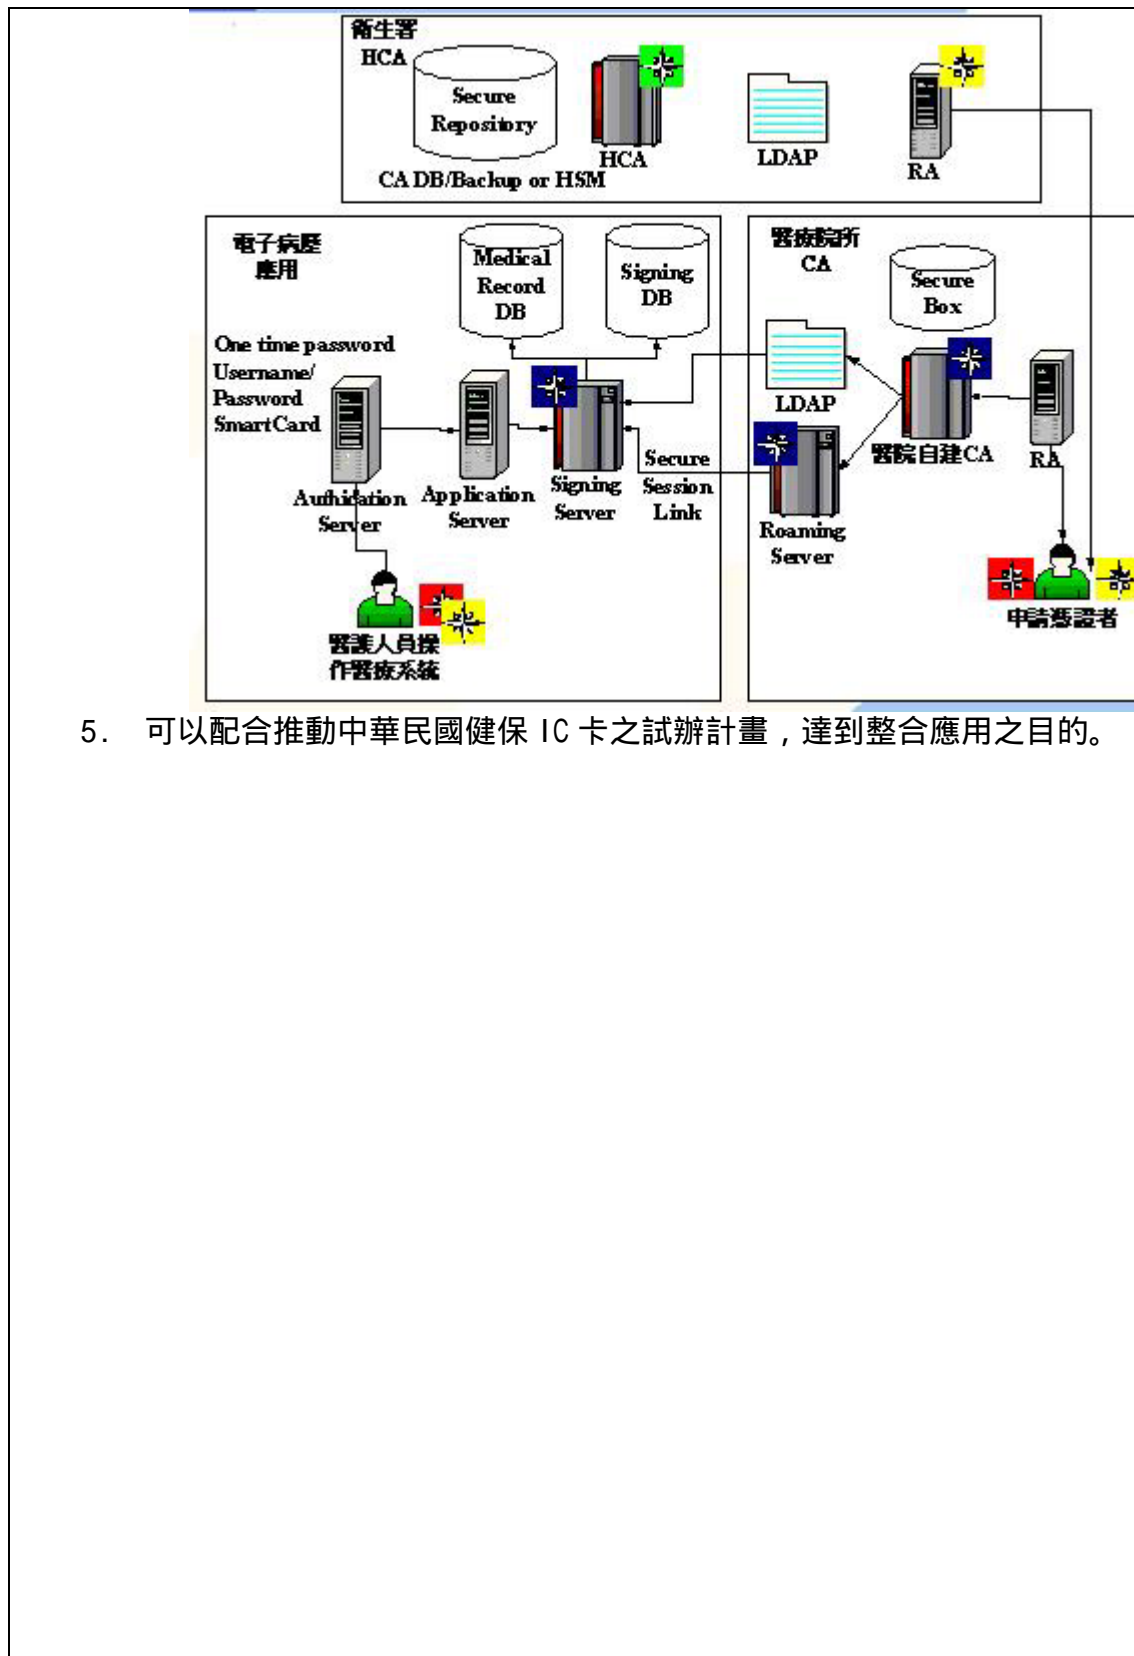 衛生署
HCA
Secure
Repository
CA DB/Backup or HSM
HCA
LDAP
RA
電子病歷
應用
Medical
Record
DB
Signing
DB
One time password
Username/
Password
SmartCard
Authication
Server
Application
Server
Signing
Server
Secure
Session
Link
醫護人員操
作醫療系統
醫療院所
CA
Secure
Box
LDAP
醫院自建CA
RA
Roaming
Server
申請憑證者
5. 可以配合推動中華民國健保 IC 卡之試辦計畫，達到整合應用之目的。